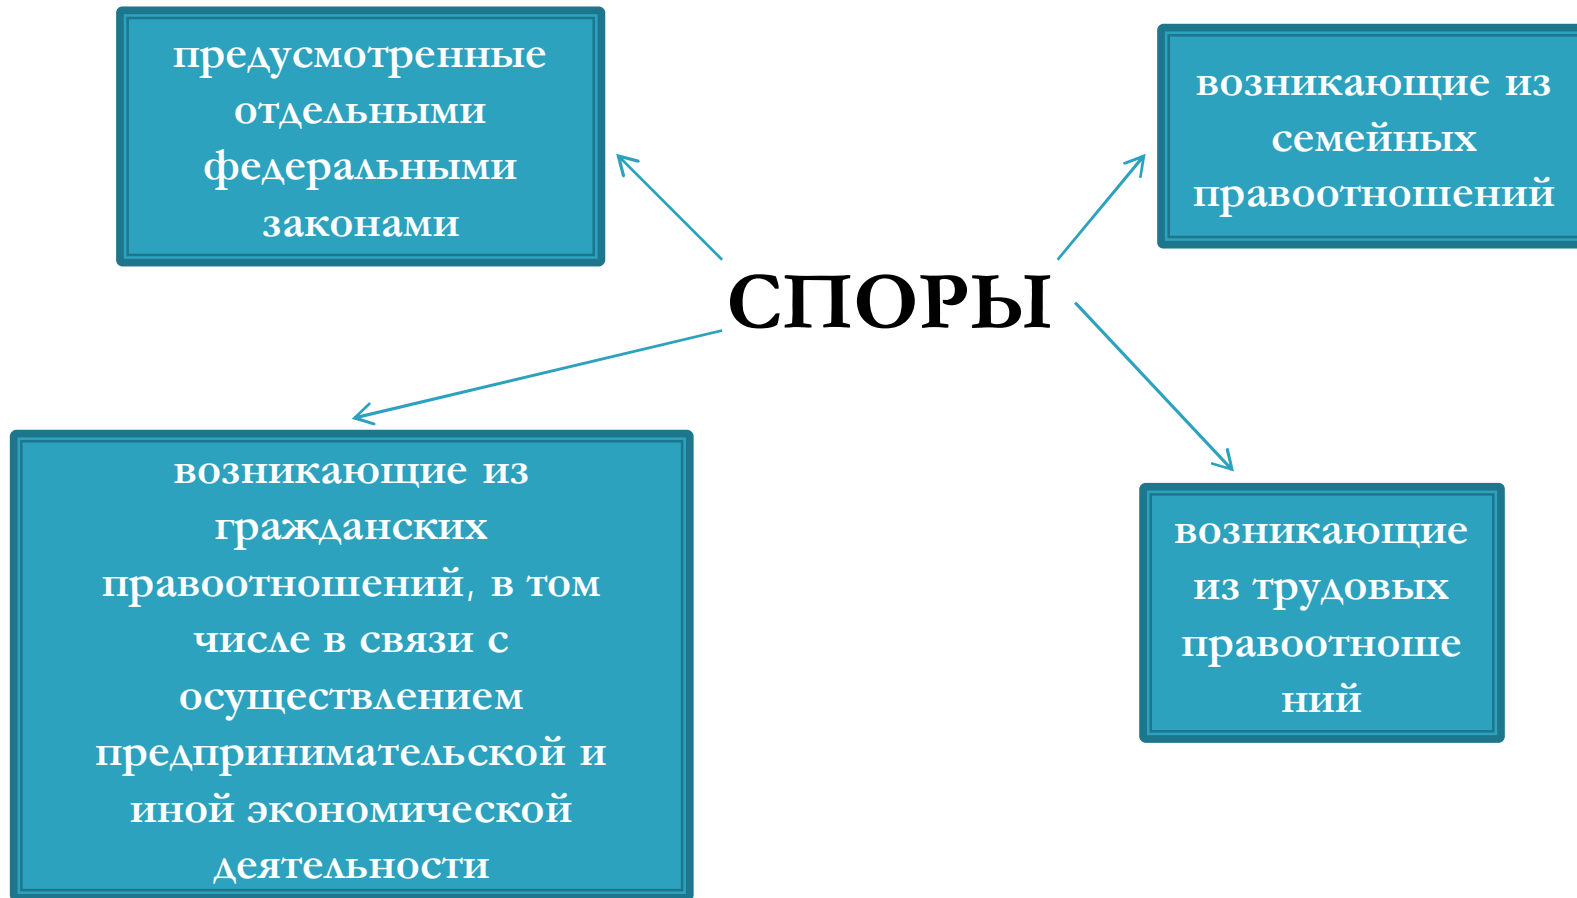 предусмотренные
отдельными
федеральными
законами
возникающие из
семейных
правоотношений
СПОРЫ
возникающие из
гражданских
правоотношений, в том
числе в связи с
осуществлением
предпринимательской и
иной экономической
деятельности
возникающие
из трудовых
правоотноше
ний